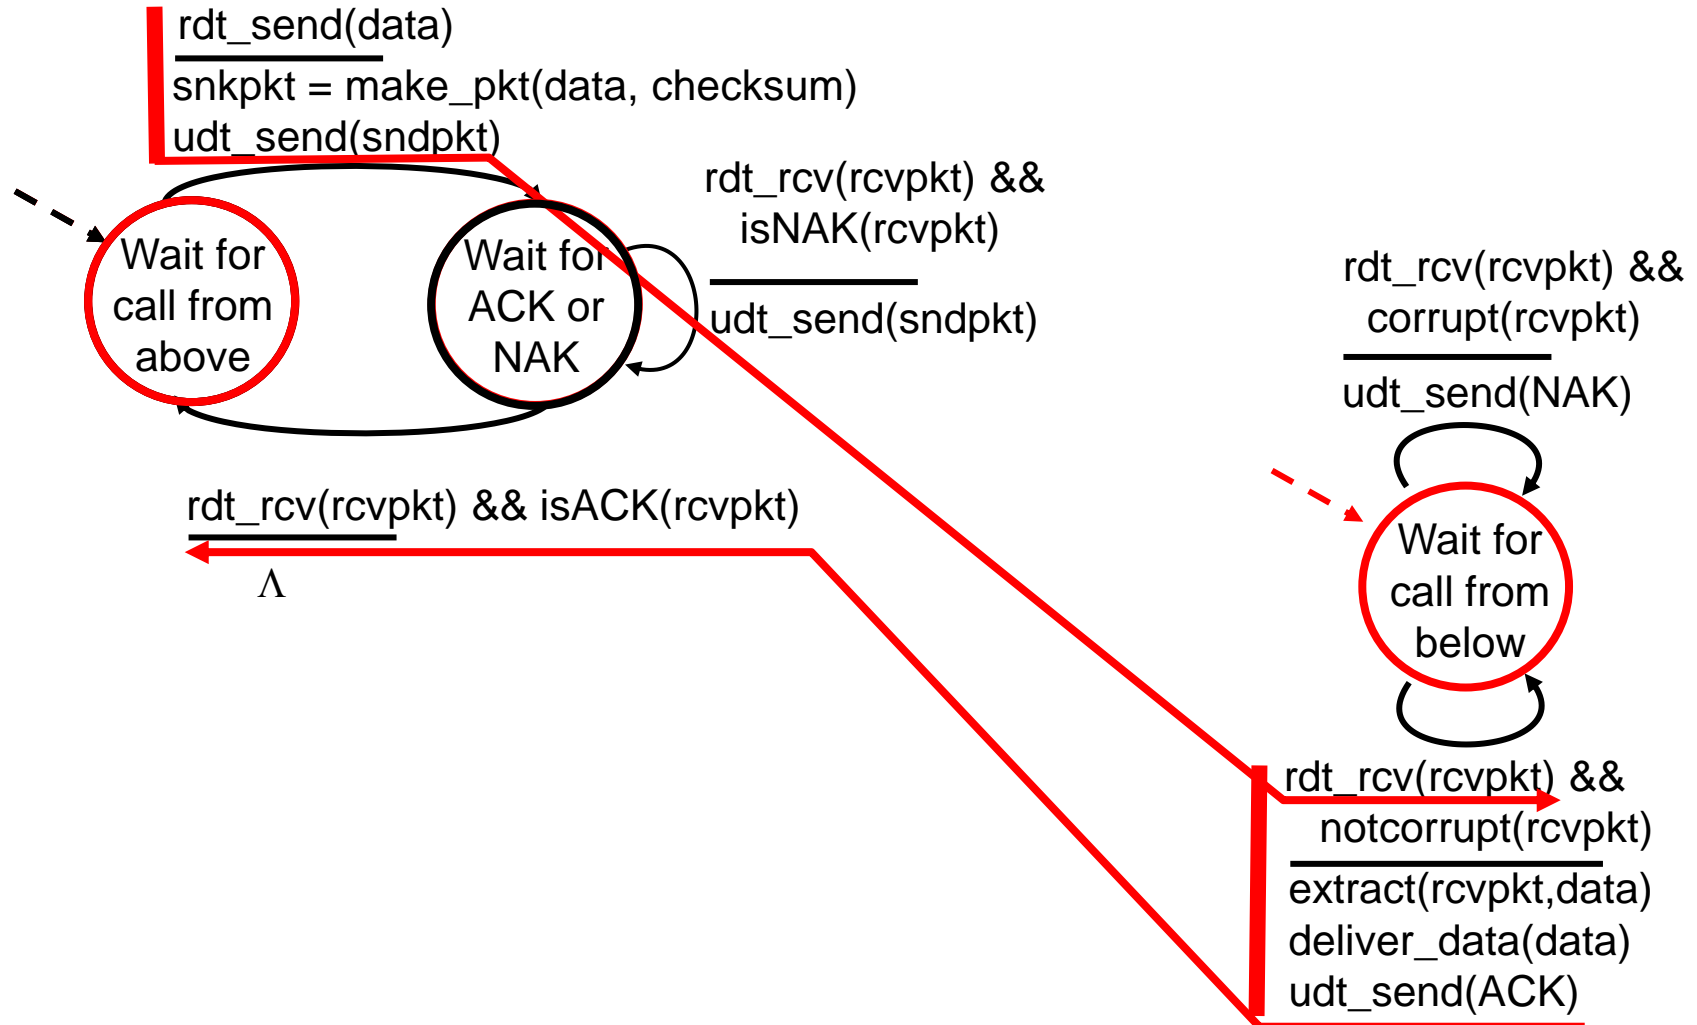 rdt_send(data)
snkpkt = make_pkt(data, checksum)
udt_send(sndpkt)
Wait for
call from
above
Wait for
ACK or
NAK
rdt_rcv(rcvpkt) &&
isNAK(rcvpkt)
udt_send(sndpkt)
rdt_rcv(rcvpkt) && isACK(rcvpkt)
Λ
rdt_rcv(rcvpkt) &&
corrupt(rcvpkt)
udt_send(NAK)
Wait for
call from
below
rdt_rcv(rcvpkt) &&
notcorrupt(rcvpkt)
extract(rcvpkt,data)
deliver_data(data)
udt_send(ACK)